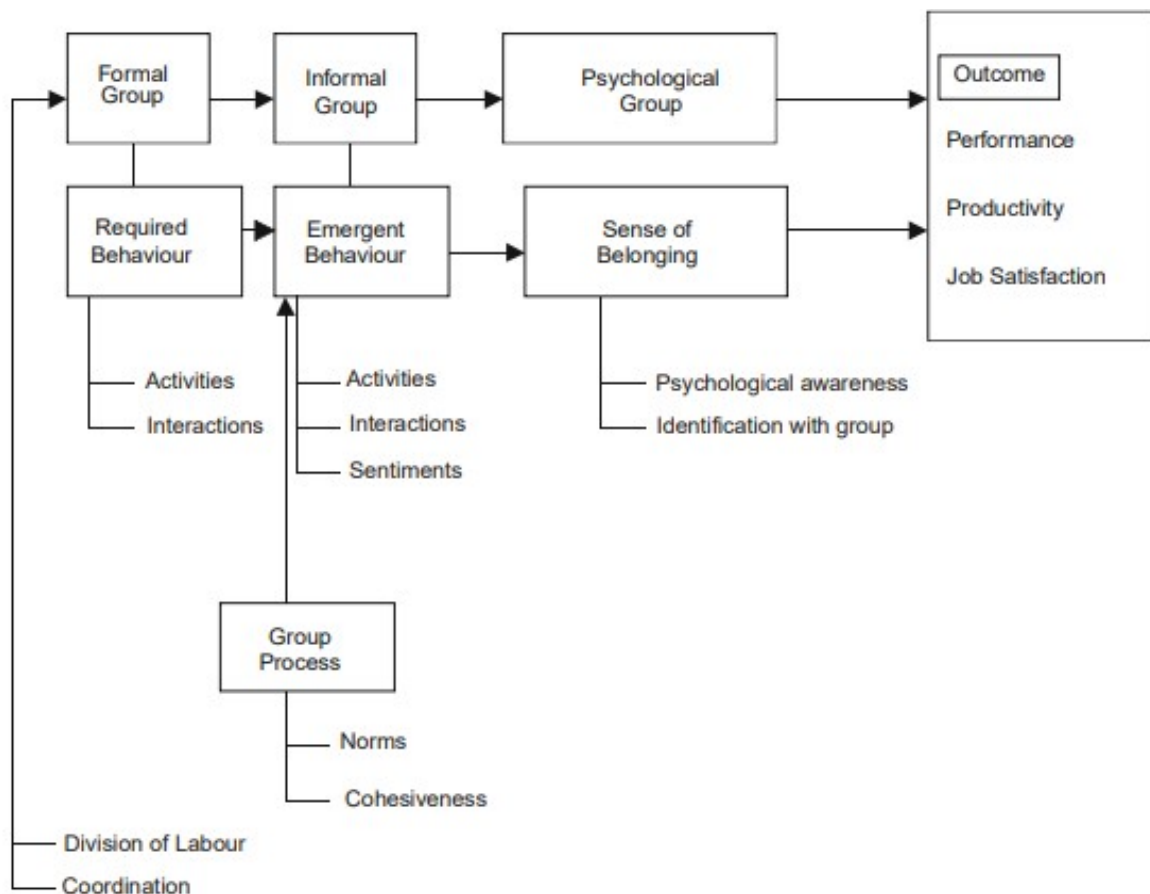 Formal
Group
Informal
Group
Psychological
Group
Outcome
Performance
Productivity
Job Satisfaction
Required
Behaviour
Emergent
Behaviour
Sense of
Belonging
Activities
Interactions
Activities
Interactions
Sentiments
Psychological awareness
Identification with group
Group
Process
Norms
Cohesiveness
Division of Labour
Coordination